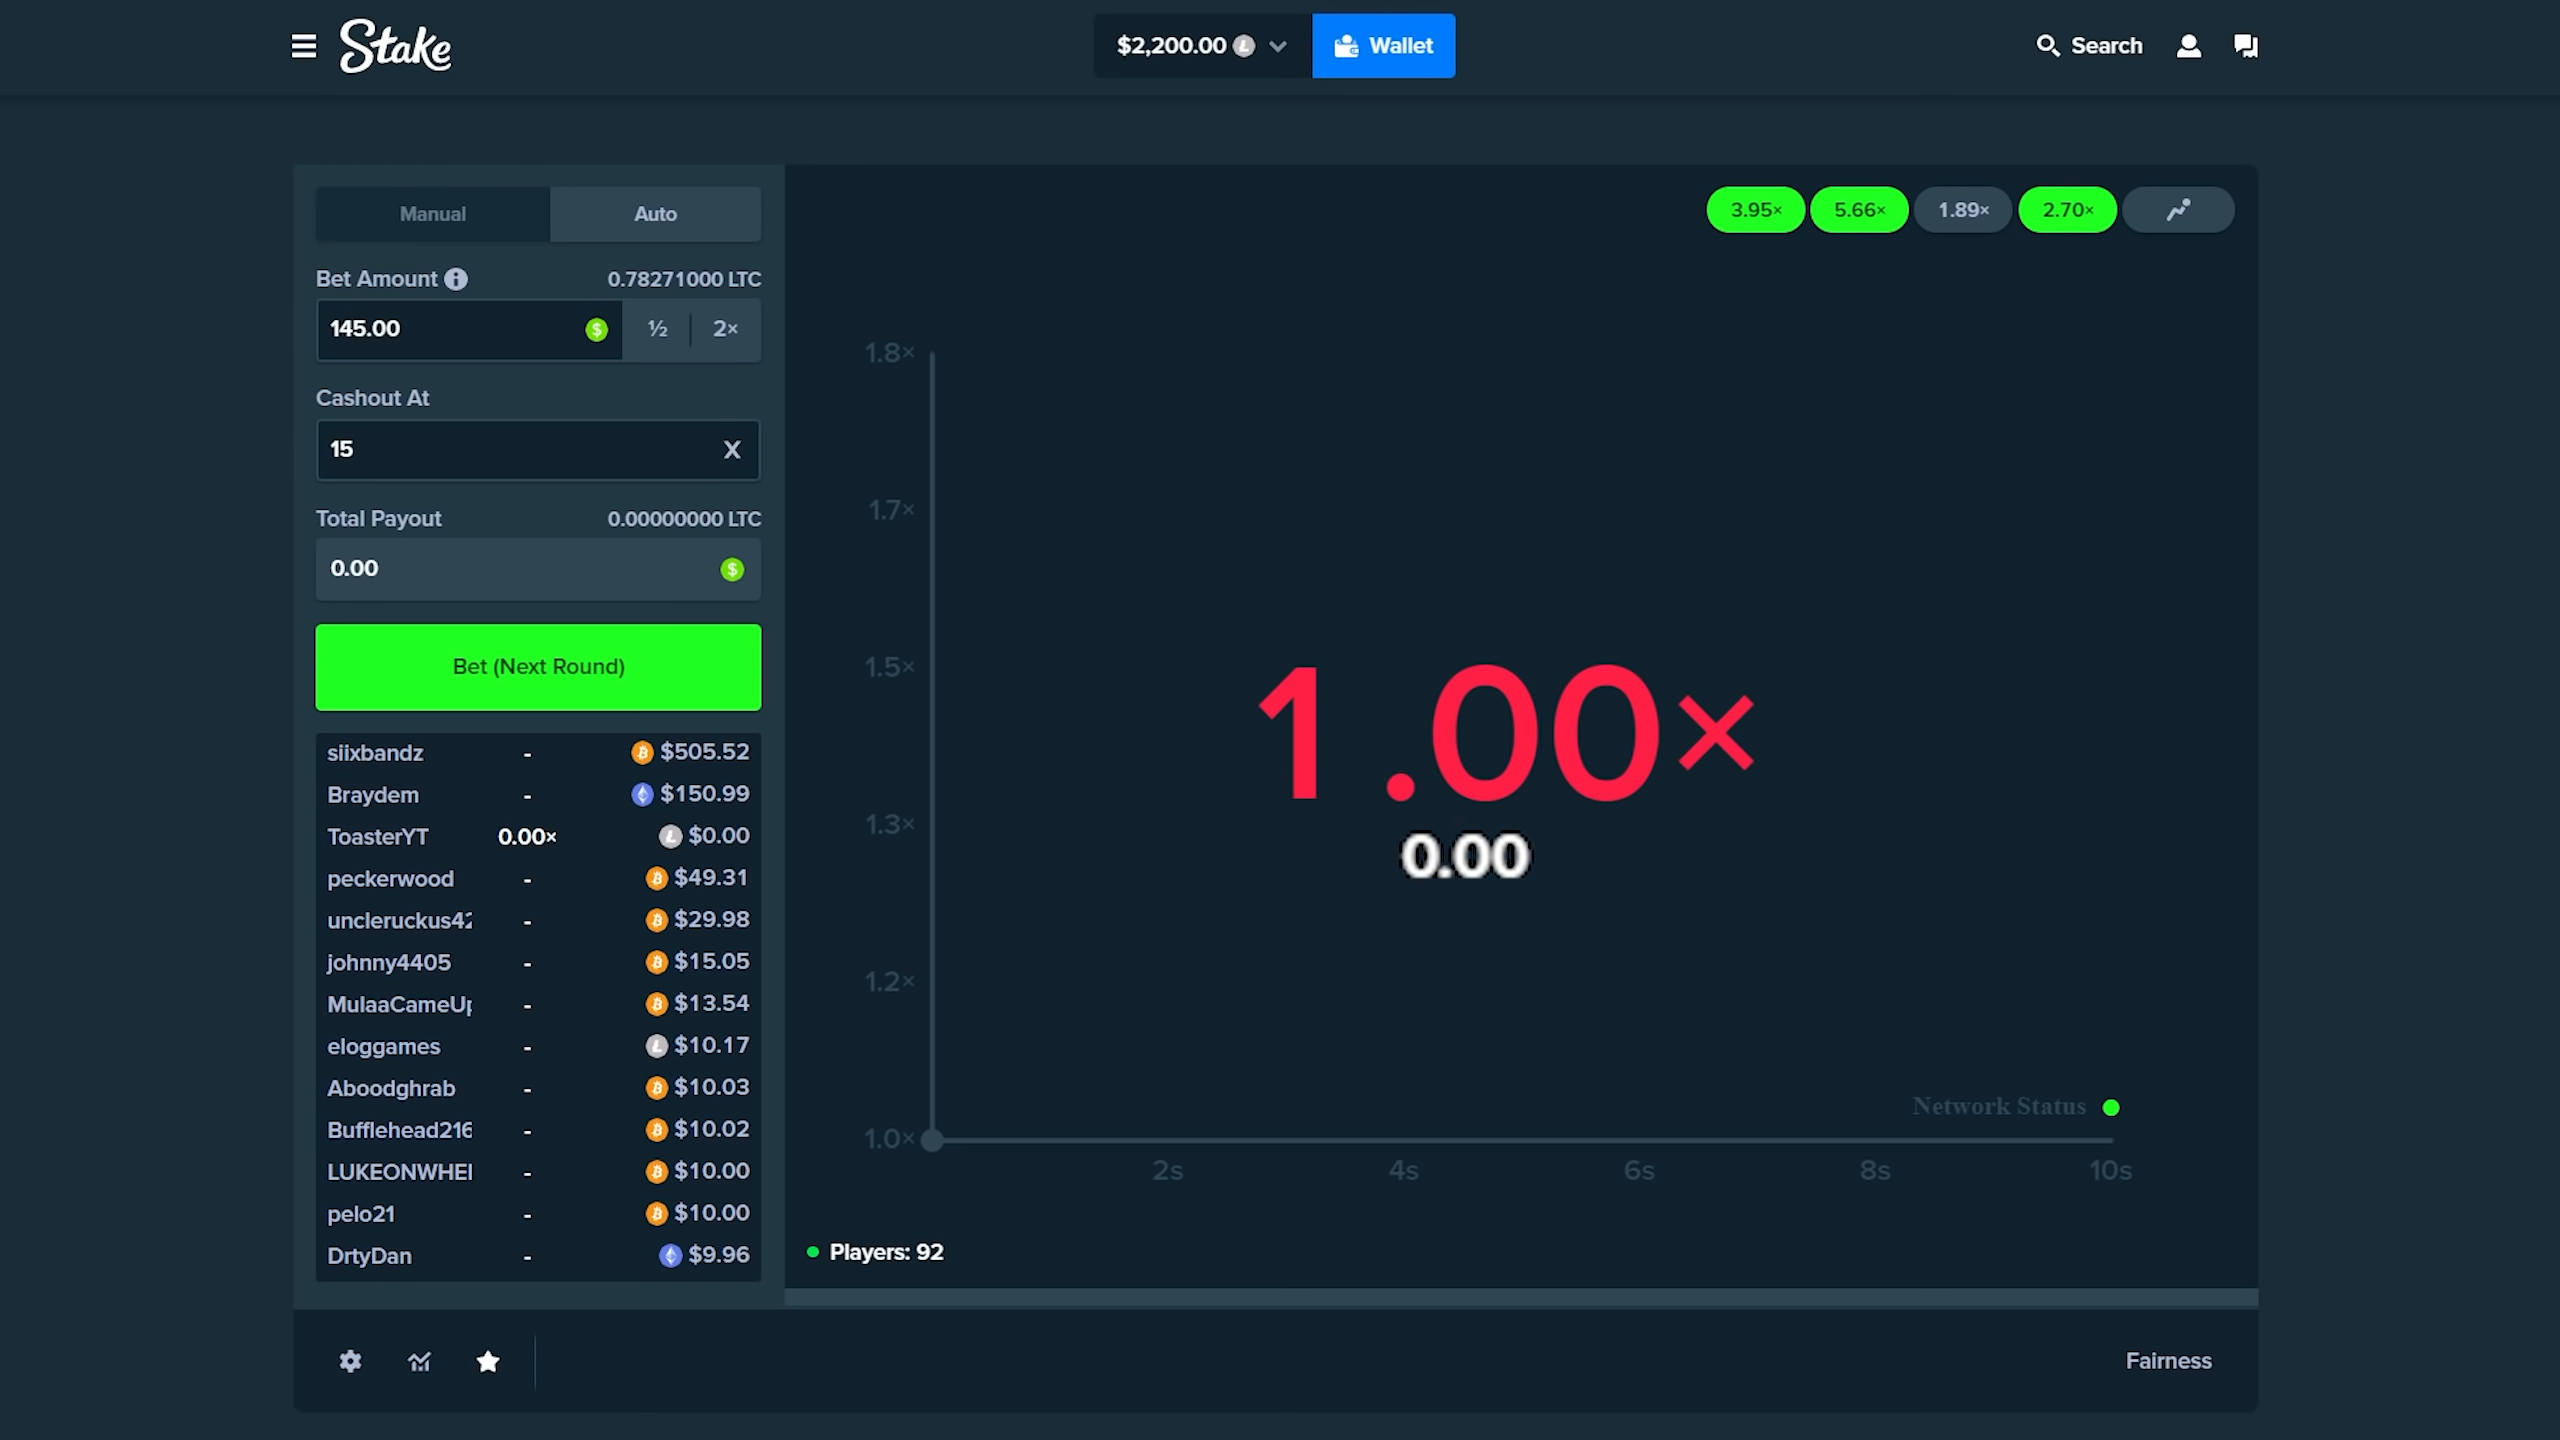 Stake
$2,200.00
Wallet
Search
Manual
Auto
3.95×
5.66×
1.89×
2.70×
Bet Amount
0.78271000 LTC
145.00
½
2×
Cashout At
15
X
Total Payout
0.00000000 LTC
0.00
Bet (Next Round)
siixbandz - $505.52
Braydem - $150.99
ToasterYT 0.00× $0.00
peckerwood - $49.31
uncleruckus42 - $29.98
johnny4405 - $15.05
MulaaCameUp - $13.54
eloggames - $10.17
Aboodghrab - $10.03
Bufflehead216 - $10.02
LUKEONWHEE - $10.00
pelo21 - $10.00
DrtyDan - $9.96
1.8×
1.7×
1.5×
1.3×
1.2×
1.0×
1.00×
0.00
Network Status
2s 4s 6s 8s 10s
Players: 92
Fairness